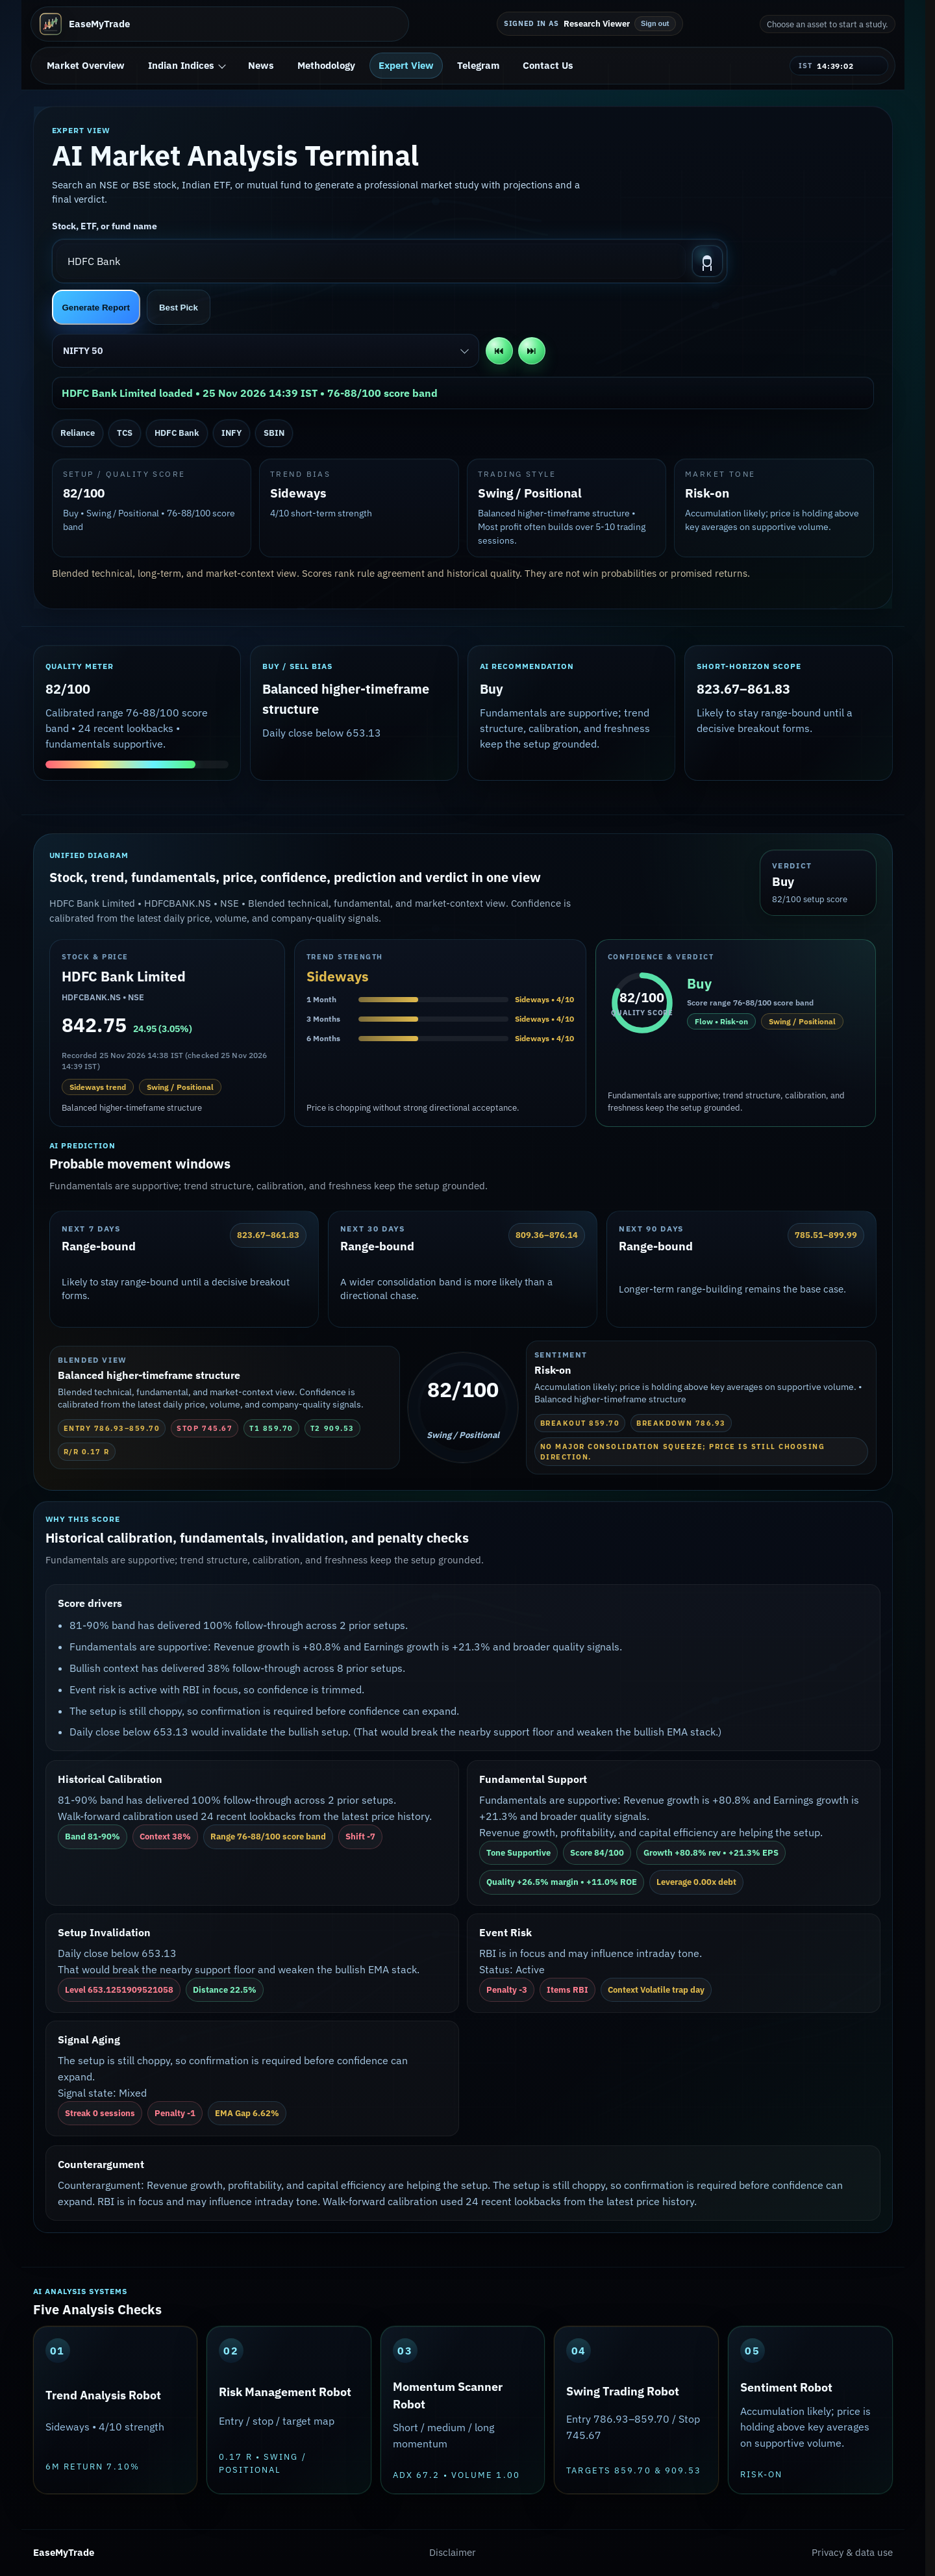 EaseMyTrade
SIGNED IN AS Research Viewer Sign out
Choose an asset to start a study.
Market Overview
Indian Indices
News
Methodology
Expert View
Telegram
Contact Us
IST 14:39:02
EXPERT VIEW
AI Market Analysis Terminal
Search an NSE or BSE stock, Indian ETF, or mutual fund to generate a professional market study with projections and a
final verdict.
Stock, ETF, or fund name
HDFC Bank
Generate Report
Best Pick
NIFTY 50
HDFC Bank Limited loaded • 25 Nov 2026 14:39 IST • 76-88/100 score band
Reliance
TCS
HDFC Bank
INFY
SBIN
SETUP / QUALITY SCORE
82/100
Buy • Swing / Positional • 76-88/100 score
band
TREND BIAS
Sideways
4/10 short-term strength
TRADING STYLE
Swing / Positional
Balanced higher-timeframe structure •
Most profit often builds over 5-10 trading
sessions.
MARKET TONE
Risk-on
Accumulation likely; price is holding above
key averages on supportive volume.
Blended technical, long-term, and market-context view. Scores rank rule agreement and historical quality. They are not win probabilities or promised returns.
QUALITY METER
82/100
Calibrated range 76-88/100 score
band • 24 recent lookbacks •
fundamentals supportive.
BUY / SELL BIAS
Balanced higher-timeframe
structure
Daily close below 653.13
AI RECOMMENDATION
Buy
Fundamentals are supportive; trend
structure, calibration, and freshness
keep the setup grounded.
SHORT-HORIZON SCOPE
823.67–861.83
Likely to stay range-bound until a
decisive breakout forms.
UNIFIED DIAGRAM
Stock, trend, fundamentals, price, confidence, prediction and verdict in one view
HDFC Bank Limited • HDFCBANK.NS • NSE • Blended technical, fundamental, and market-context view. Confidence is
calibrated from the latest daily price, volume, and company-quality signals.
VERDICT
Buy
82/100 setup score
STOCK & PRICE
HDFC Bank Limited
HDFCBANK.NS • NSE
842.75 24.95 (3.05%)
Recorded 25 Nov 2026 14:38 IST (checked 25 Nov 2026
14:39 IST)
Sideways trend
Swing / Positional
Balanced higher-timeframe structure
TREND STRENGTH
Sideways
1 Month Sideways • 4/10
3 Months Sideways • 4/10
6 Months Sideways • 4/10
Price is chopping without strong directional acceptance.
CONFIDENCE & VERDICT
82/100
QUALITY SCORE
Buy
Score range 76-88/100 score band
Flow • Risk-on
Swing / Positional
Fundamentals are supportive; trend structure, calibration, and
freshness keep the setup grounded.
AI PREDICTION
Probable movement windows
Fundamentals are supportive; trend structure, calibration, and freshness keep the setup grounded.
NEXT 7 DAYS
Range-bound
823.67–861.83
Likely to stay range-bound until a decisive breakout
forms.
NEXT 30 DAYS
Range-bound
809.36–876.14
A wider consolidation band is more likely than a
directional chase.
NEXT 90 DAYS
Range-bound
785.51–899.99
Longer-term range-building remains the base case.
BLENDED VIEW
Balanced higher-timeframe structure
Blended technical, fundamental, and market-context view. Confidence is
calibrated from the latest daily price, volume, and company-quality signals.
ENTRY 786.93–859.70
STOP 745.67
T1 859.70
T2 909.53
R/R 0.17 R
82/100
Swing / Positional
SENTIMENT
Risk-on
Accumulation likely; price is holding above key averages on supportive volume. •
Balanced higher-timeframe structure
BREAKOUT 859.70
BREAKDOWN 786.93
NO MAJOR CONSOLIDATION SQUEEZE; PRICE IS STILL CHOOSING
DIRECTION.
WHY THIS SCORE
Historical calibration, fundamentals, invalidation, and penalty checks
Fundamentals are supportive; trend structure, calibration, and freshness keep the setup grounded.
Score drivers
• 81-90% band has delivered 100% follow-through across 2 prior setups.
• Fundamentals are supportive: Revenue growth is +80.8% and Earnings growth is +21.3% and broader quality signals.
• Bullish context has delivered 38% follow-through across 8 prior setups.
• Event risk is active with RBI in focus, so confidence is trimmed.
• The setup is still choppy, so confirmation is required before confidence can expand.
• Daily close below 653.13 would invalidate the bullish setup. (That would break the nearby support floor and weaken the bullish EMA stack.)
Historical Calibration
81-90% band has delivered 100% follow-through across 2 prior setups.
Walk-forward calibration used 24 recent lookbacks from the latest price history.
Band 81-90%
Context 38%
Range 76-88/100 score band
Shift -7
Fundamental Support
Fundamentals are supportive: Revenue growth is +80.8% and Earnings growth is
+21.3% and broader quality signals.
Revenue growth, profitability, and capital efficiency are helping the setup.
Tone Supportive
Score 84/100
Growth +80.8% rev • +21.3% EPS
Quality +26.5% margin • +11.0% ROE
Leverage 0.00x debt
Setup Invalidation
Daily close below 653.13
That would break the nearby support floor and weaken the bullish EMA stack.
Level 653.1251909521058
Distance 22.5%
Event Risk
RBI is in focus and may influence intraday tone.
Status: Active
Penalty -3
Items RBI
Context Volatile trap day
Signal Aging
The setup is still choppy, so confirmation is required before confidence can
expand.
Signal state: Mixed
Streak 0 sessions
Penalty -1
EMA Gap 6.62%
Counterargument
Counterargument: Revenue growth, profitability, and capital efficiency are helping the setup. The setup is still choppy, so confirmation is required before confidence can
expand. RBI is in focus and may influence intraday tone. Walk-forward calibration used 24 recent lookbacks from the latest price history.
AI ANALYSIS SYSTEMS
Five Analysis Checks
01
Trend Analysis Robot
Sideways • 4/10 strength
6M RETURN 7.10%
02
Risk Management Robot
Entry / stop / target map
0.17 R • SWING /
POSITIONAL
03
Momentum Scanner
Robot
Short / medium / long
momentum
ADX 67.2 • VOLUME 1.00
04
Swing Trading Robot
Entry 786.93–859.70 / Stop
745.67
TARGETS 859.70 & 909.53
05
Sentiment Robot
Accumulation likely; price is
holding above key averages
on supportive volume.
RISK-ON
EaseMyTrade
Disclaimer
Privacy & data use